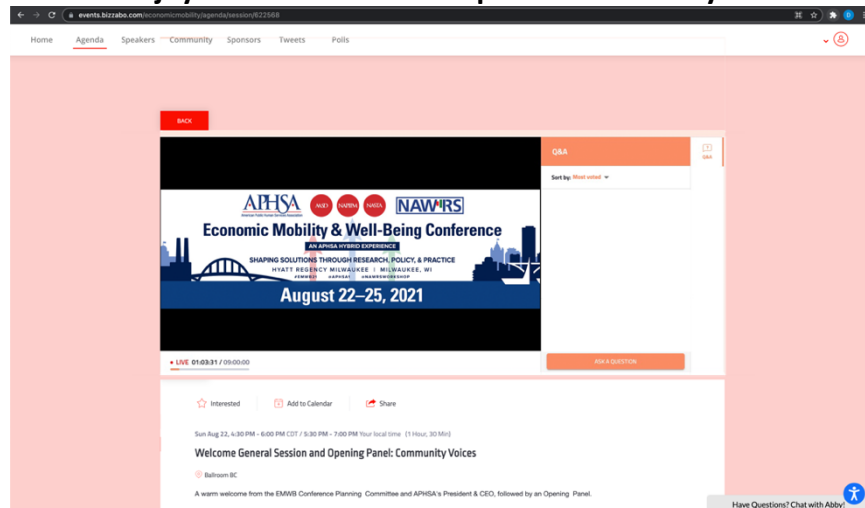 events.bizzabo.com/economicmobility/agenda/session/622568
Home Agenda Speakers Community Sponsors Tweets Polls
BACK
Q&A
Q&A
Sort by: Most voted
APHSA NAWRS
American Public Human Services Association
Economic Mobility & Well-Being Conference
AN APHSA HYBRID EXPERIENCE
SHAPING SOLUTIONS THROUGH RESEARCH, POLICY, & PRACTICE
HYATT REGENCY MILWAUKEE | MILWAUKEE, WI
August 22–25, 2021
LIVE 01:03:31 / 09:00:00
ASK A QUESTION
Interested Add to Calendar Share
Sun Aug 22, 4:30 PM - 6:00 PM CDT / 5:30 PM - 7:00 PM Your local time (1 Hour, 30 Min)
Welcome General Session and Opening Panel: Community Voices
Ballroom BC
A warm welcome from the EMWB Conference Planning Committee and APHSA's President & CEO, followed by an Opening Panel.
Have Questions? Chat with Abby!